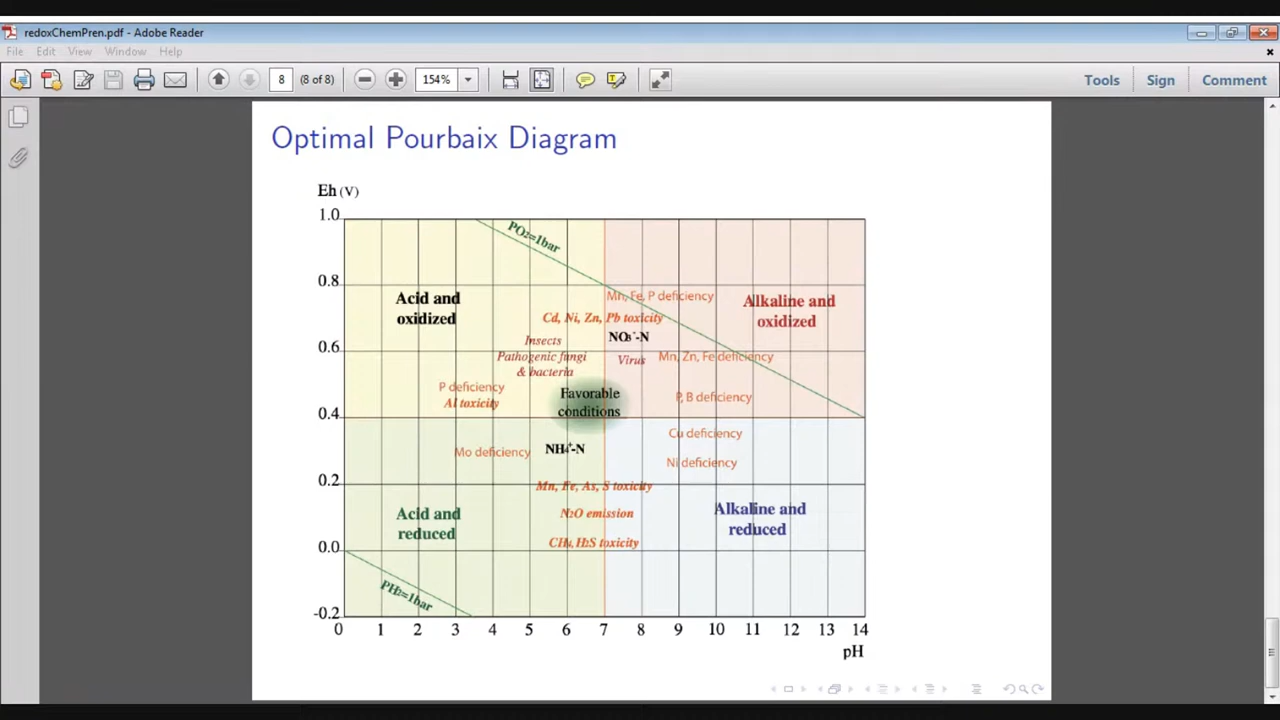 redoxChemPren.pdf - Adobe Reader
File Edit View Window Help
8 (8 of 8) 154% Tools Sign Comment
Optimal Pourbaix Diagram
Eh (V)
1.0
PO₂=1bar
0.8
Acid and
oxidized
Mn, Fe, P deficiency
Alkaline and
oxidized
Cd, Ni, Zn, Pb toxicity
NO₃⁻-N
Insects
Pathogenic fungi
& bacteria
Virus
Mn, Zn, Fe deficiency
0.6
P deficiency
Al toxicity
Favorable
conditions
P, B deficiency
0.4
Cu deficiency
Mo deficiency
NH₄⁺-N
Ni deficiency
0.2
Mn, Fe, As, S toxicity
Acid and
reduced
N₂O emission
Alkaline and
reduced
CH₄, H₂S toxicity
0.0
PH₂=1bar
-0.2
0 1 2 3 4 5 6 7 8 9 10 11 12 13 14
pH